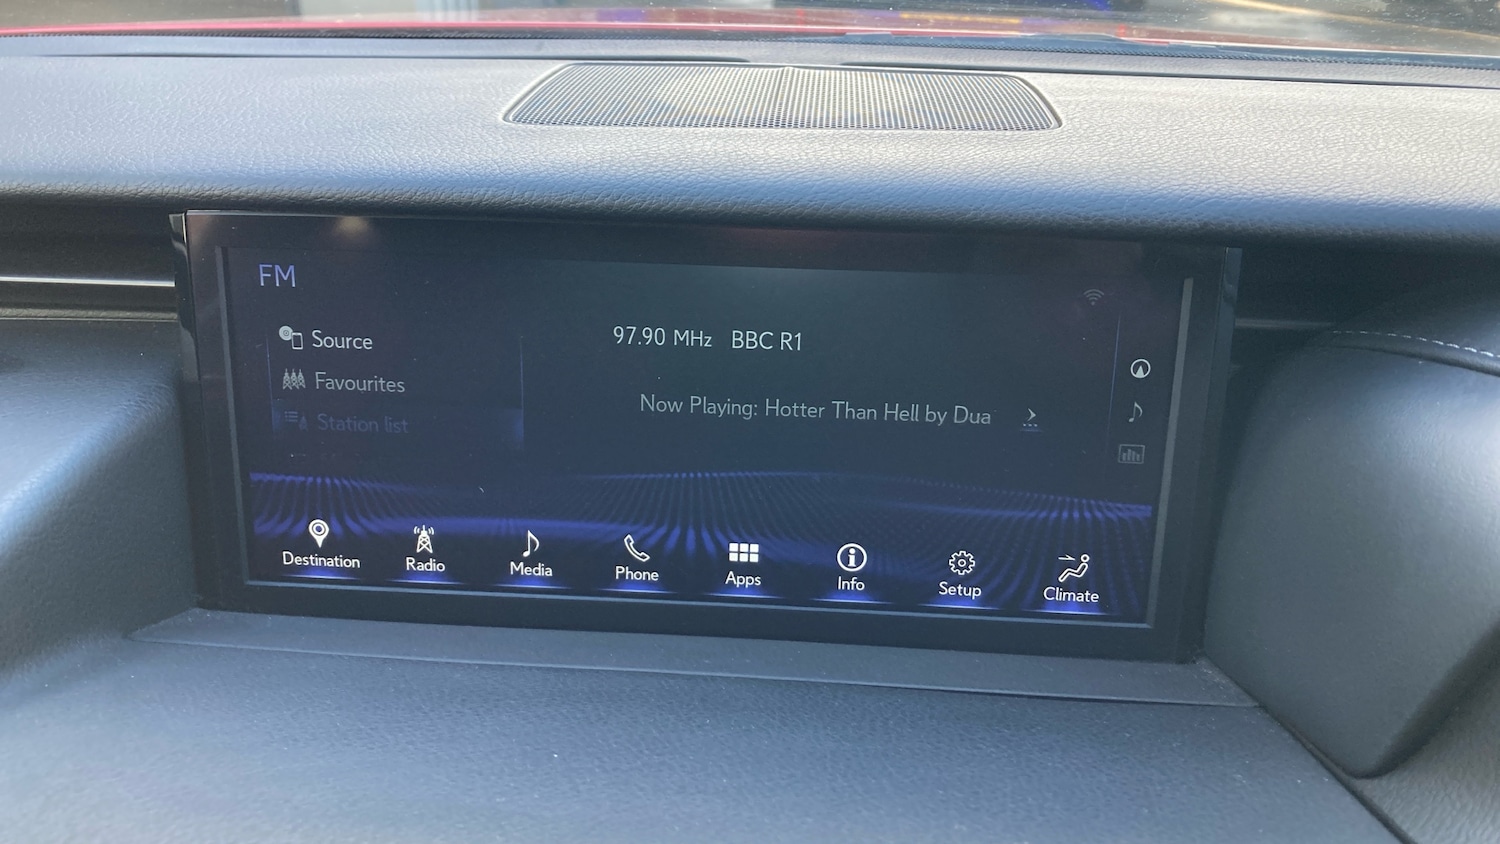 FM
Source
Favourites
Station list
97.90 MHz BBC R1
Now Playing: Hotter Than Hell by Dua
Destination
Radio
Media
Phone
Apps
Info
Setup
Climate